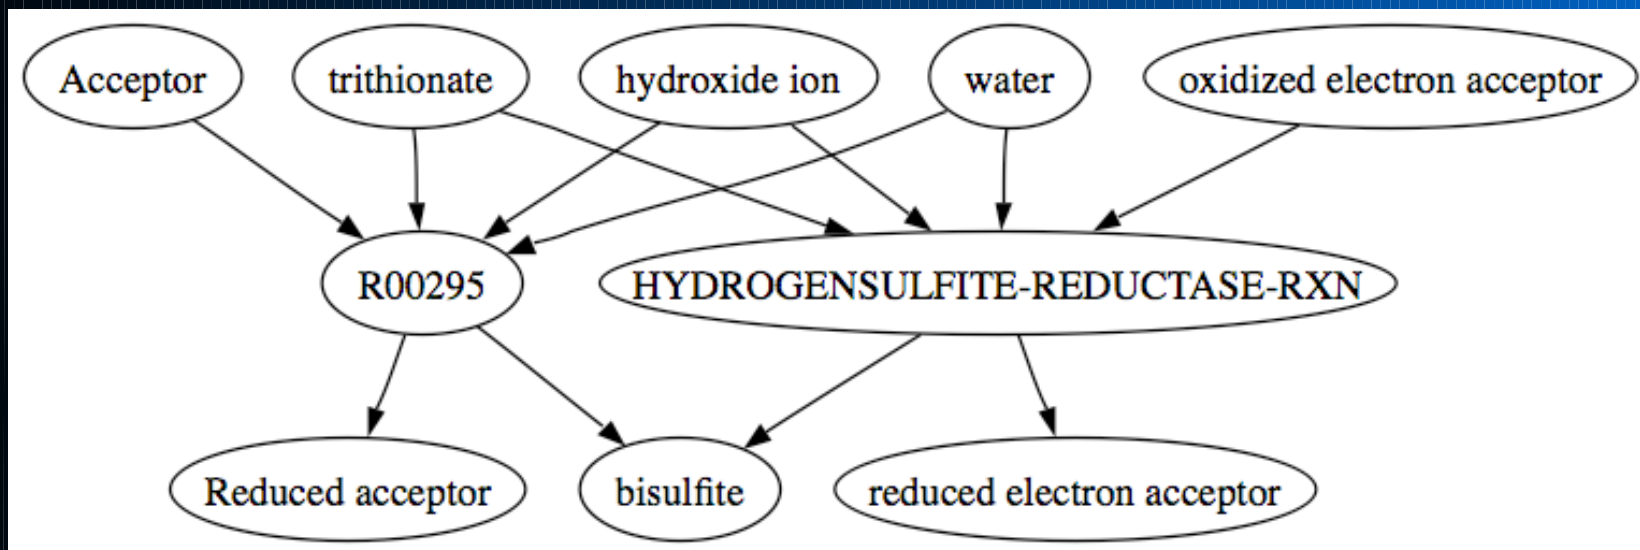 Acceptor
trithionate
hydroxide ion
water
oxidized electron acceptor
R00295
HYDROGENSULFITE-REDUCTASE-RXN
Reduced acceptor
bisulfite
reduced electron acceptor